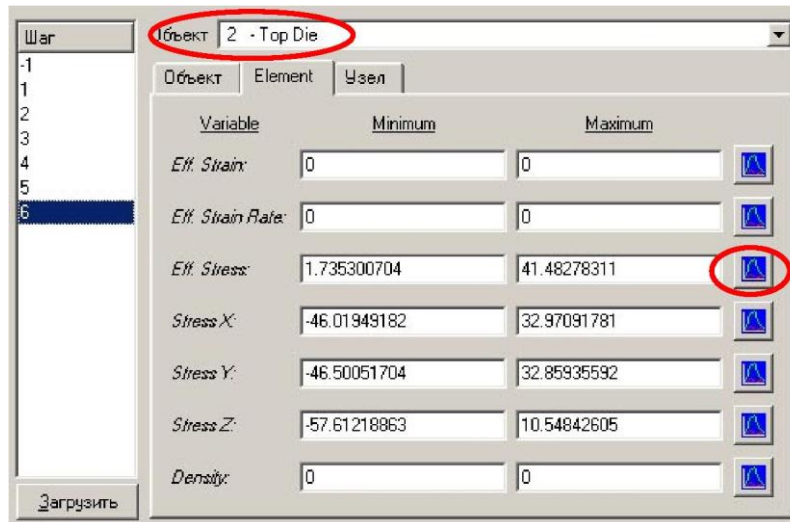 Шаг
-1
1
2
3
4
5
6
Загрузить
Объект 2 - Top Die
Объект Element Узел
Variable Minimum Maximum
Eff. Strain: 0 0
Eff. Strain Rate: 0 0
Eff. Stress: 1.735300704 41.48278311
Stress X: -46.01949182 32.97091781
Stress Y: -46.50051704 32.85935592
Stress Z: -57.61218863 10.54842605
Density: 0 0